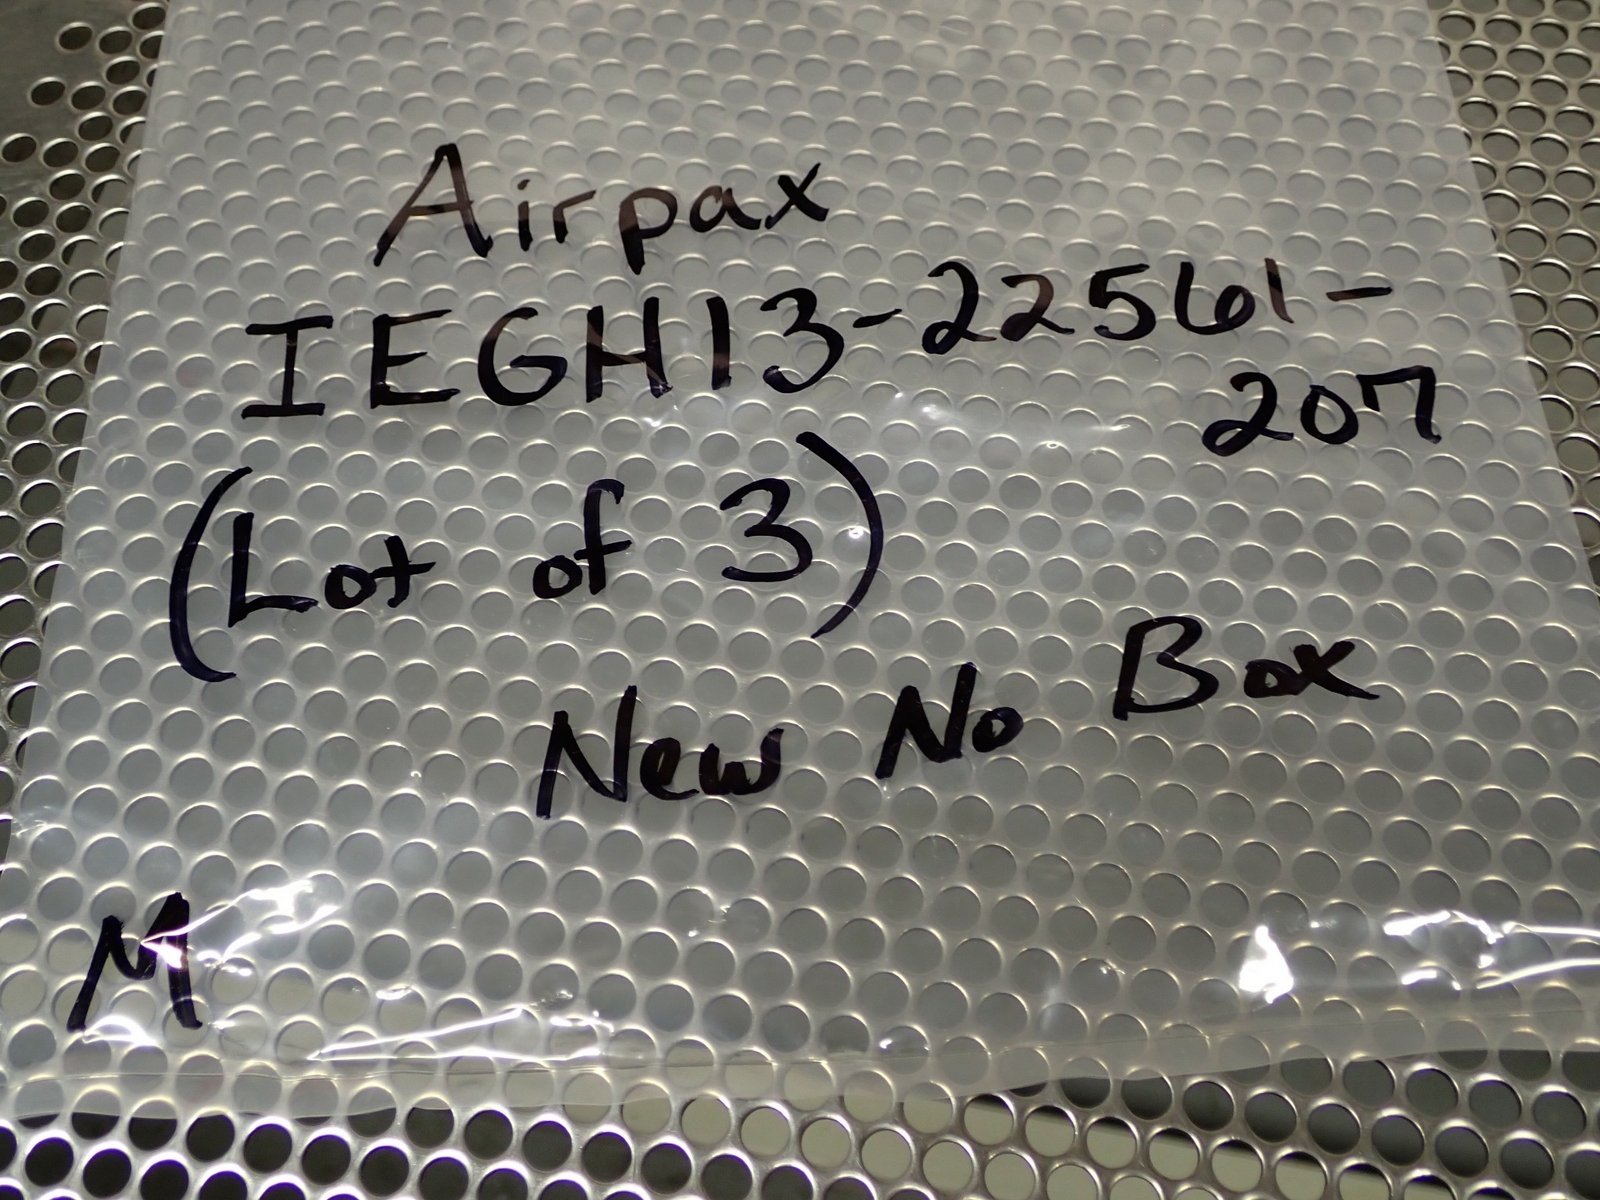 Airpax
IEGH13-22561-
207
(Lot of 3)
New No Box
M